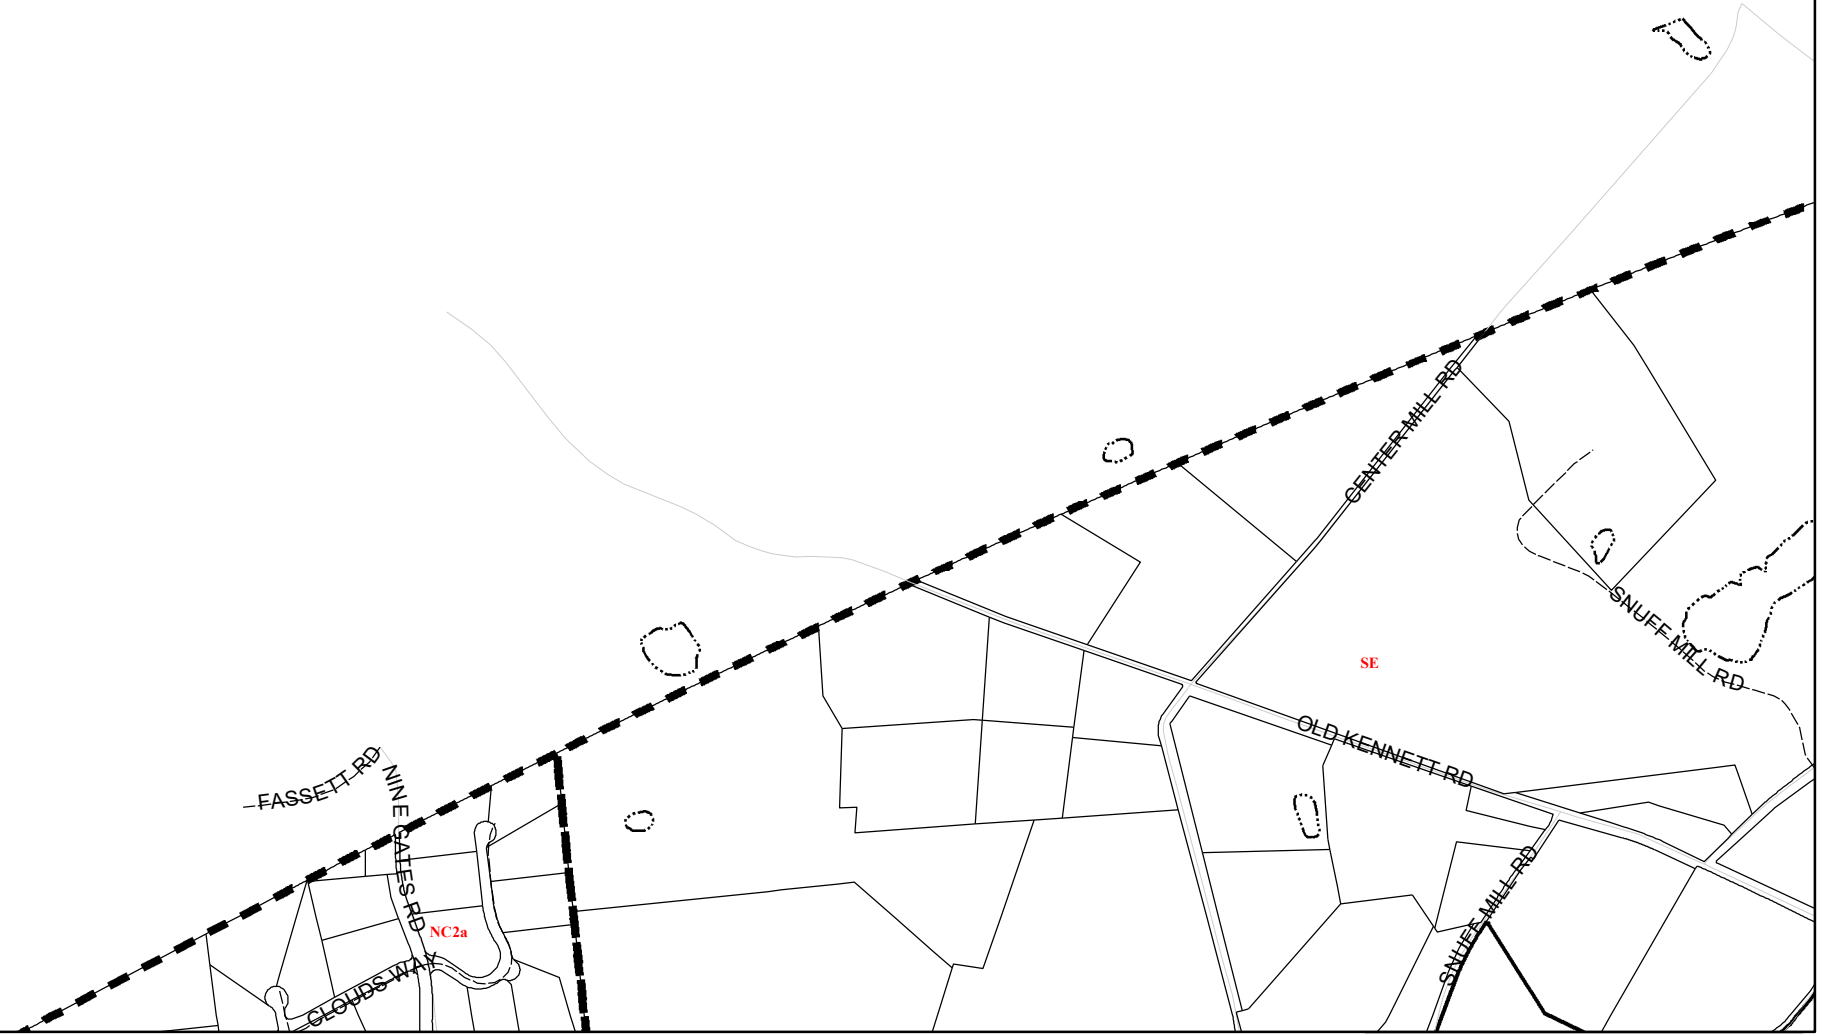 CENTER MILL RD
SNUFF MILL RD
SE
OLD KENNETT RD
FASSETT RD
NINE GATES RD
SNUFF MILL RD
NC2a
CLOUDS WAY